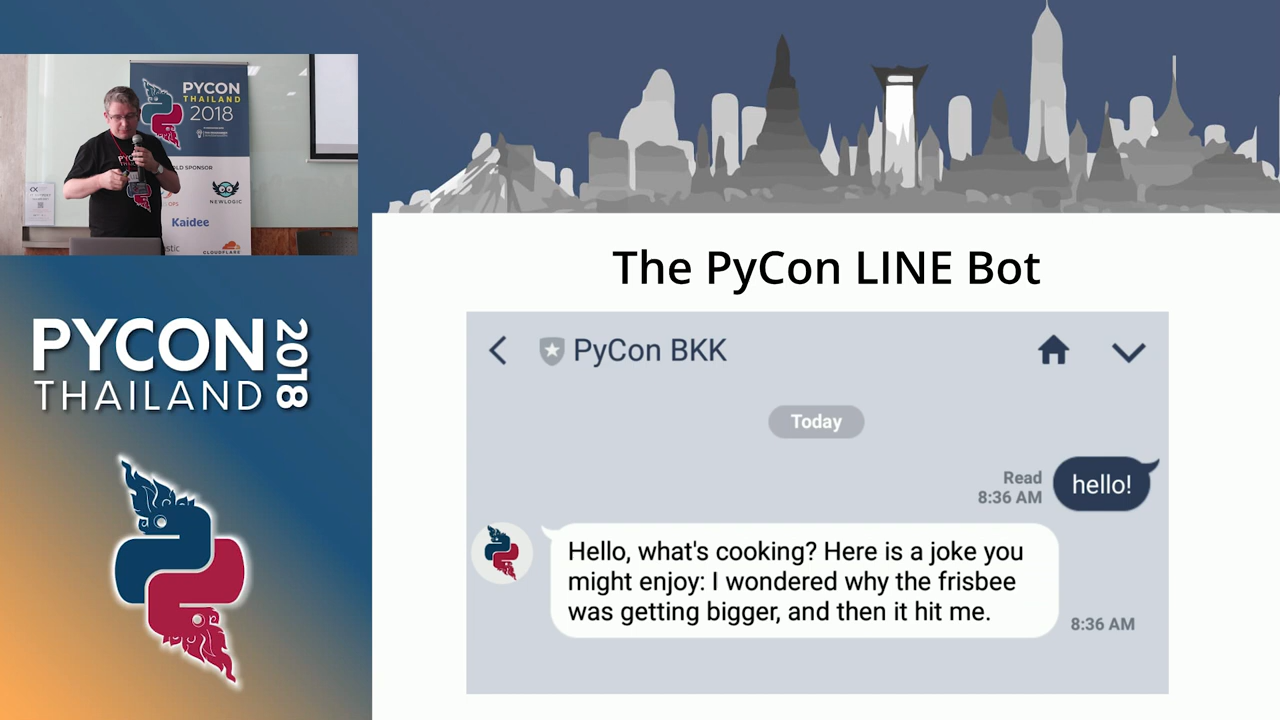 PYCON
THAILAND
2018
NEWLOGIC
Kaidee
CLOUDFLARE
PYCON
THAILAND
2018
The PyCon LINE Bot
PyCon BKK
Today
Read
8:36 AM
hello!
Hello, what's cooking? Here is a joke you
might enjoy: I wondered why the frisbee
was getting bigger, and then it hit me.
8:36 AM